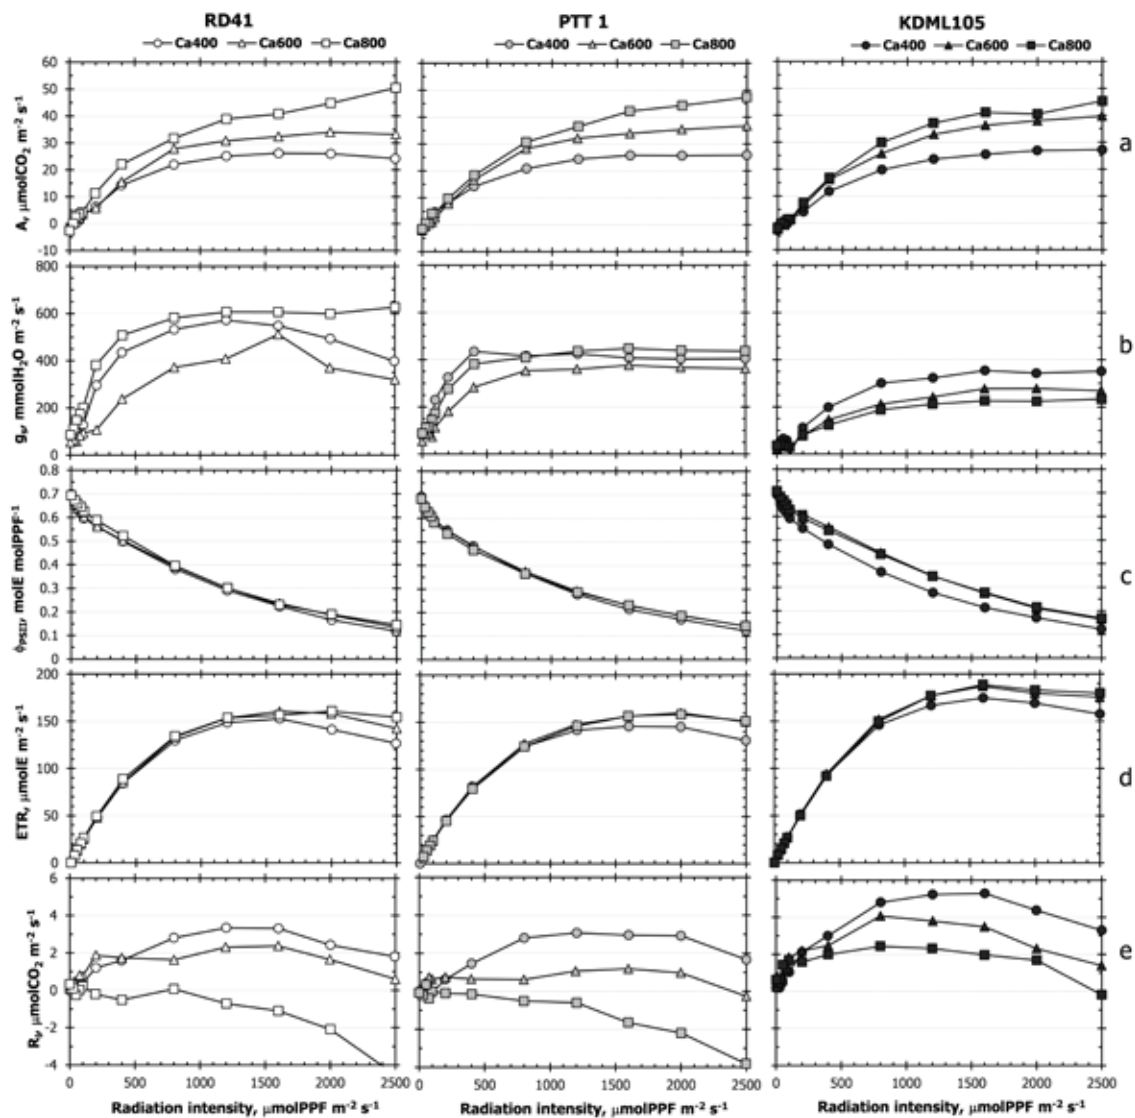 RD41 PTT 1 KDML105
Ca400 Ca600 Ca800 Ca400 Ca600 Ca800 Ca400 Ca600 Ca800
A, µmolCO₂ m⁻² s⁻¹
60
50
40
30
20
10
0
-10
a
gₛ, mmolH₂O m⁻² s⁻¹
800
600
400
200
0
b
ϕPSII, molE molPPF⁻¹
0.8
0.7
0.6
0.5
0.4
0.3
0.2
0.1
0
c
ETR, µmolE m⁻² s⁻¹
200
150
100
50
0
d
µmolCO₂ m⁻² s⁻¹
6
4
2
0
-2
-4
e
0 500 1000 1500 2000 2500 0 500 1000 1500 2000 2500 0 500 1000 1500 2000 2500
Radiation intensity, µmolPPF m⁻² s⁻¹ Radiation intensity, µmolPPF m⁻² s⁻¹ Radiation intensity, µmolPPF m⁻² s⁻¹